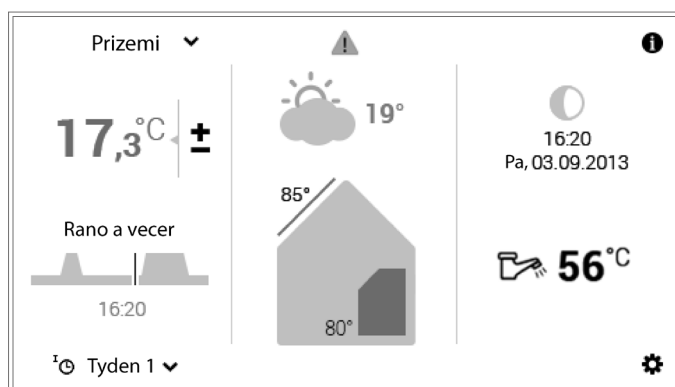 Prizemi
17,3°C
±
Rano a vecer
16:20
I
Tyden 1
19°
85°
80°
16:20
Pa, 03.09.2013
56°C